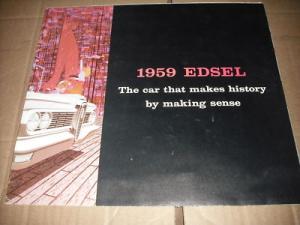 1959 EDSEL
The car that makes history
by making sense